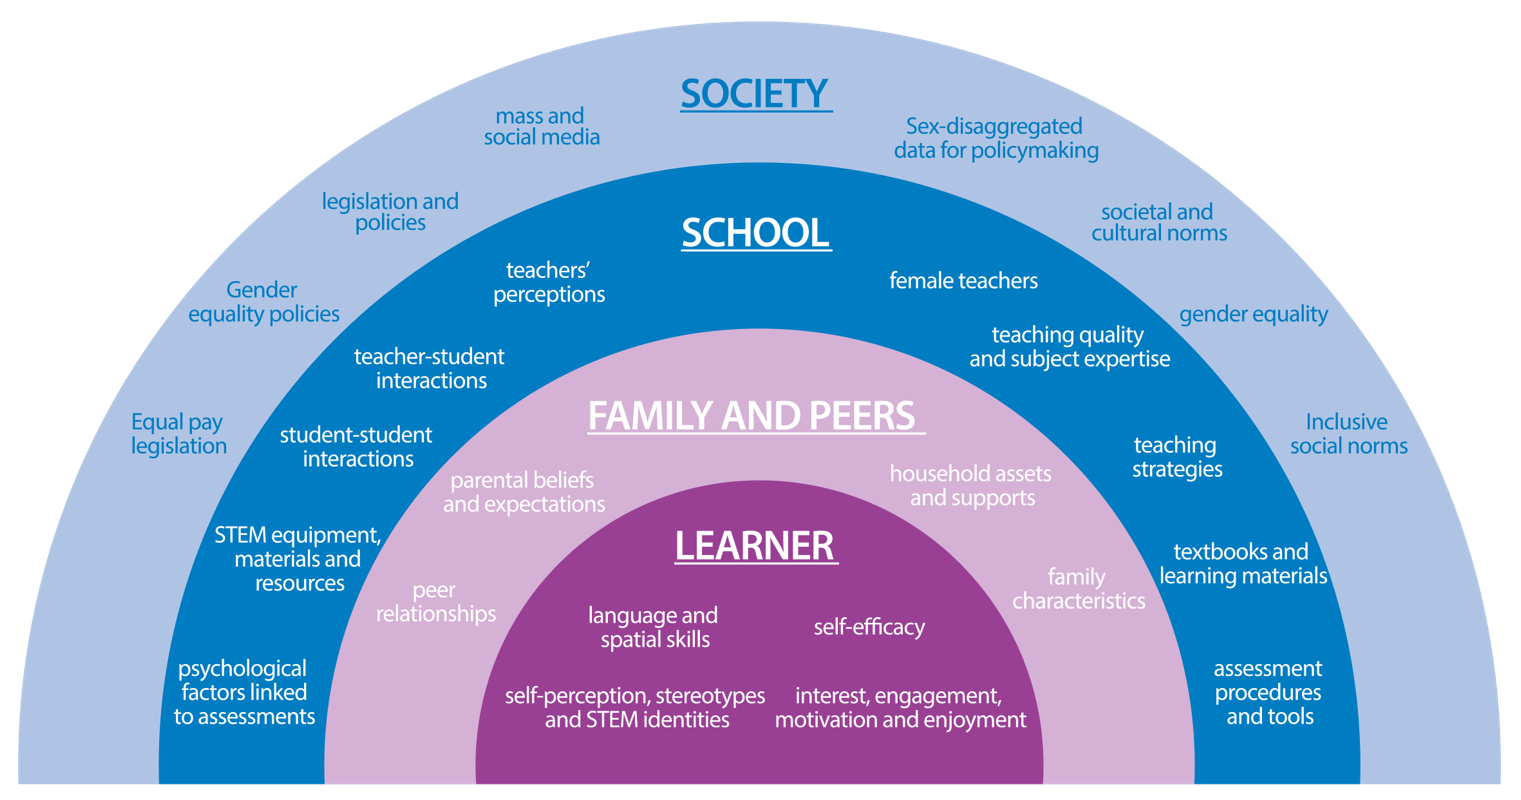 SOCIETY
mass and
social media
Sex-disaggregated
data for policymaking
legislation and
policies
societal and
cultural norms
Gender
equality policies
gender equality
Equal pay
legislation
Inclusive
social norms
SCHOOL
teachers’
perceptions
female teachers
teacher-student
interactions
teaching quality
and subject expertise
student-student
interactions
teaching
strategies
STEM equipment,
materials and
resources
textbooks and
learning materials
psychological
factors linked
to assessments
assessment
procedures
and tools
FAMILY AND PEERS
parental beliefs
and expectations
household assets
and supports
peer
relationships
family
characteristics
LEARNER
language and
spatial skills
self-efficacy
self-perception, stereotypes
and STEM identities
interest, engagement,
motivation and enjoyment